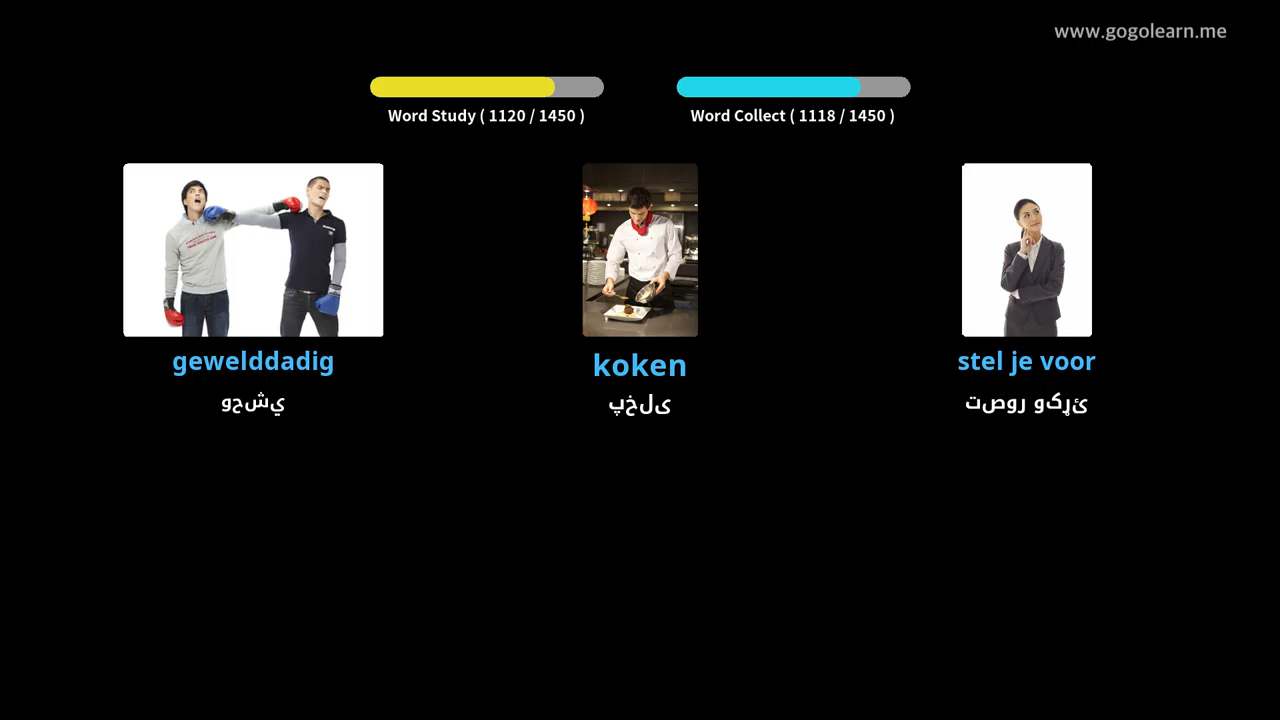 www.gogolearn.me
Word Study ( 1120 / 1450 )
Word Collect ( 1118 / 1450 )
gewelddadig
وحشي
koken
پخلی
stel je voor
تصور وکړئ